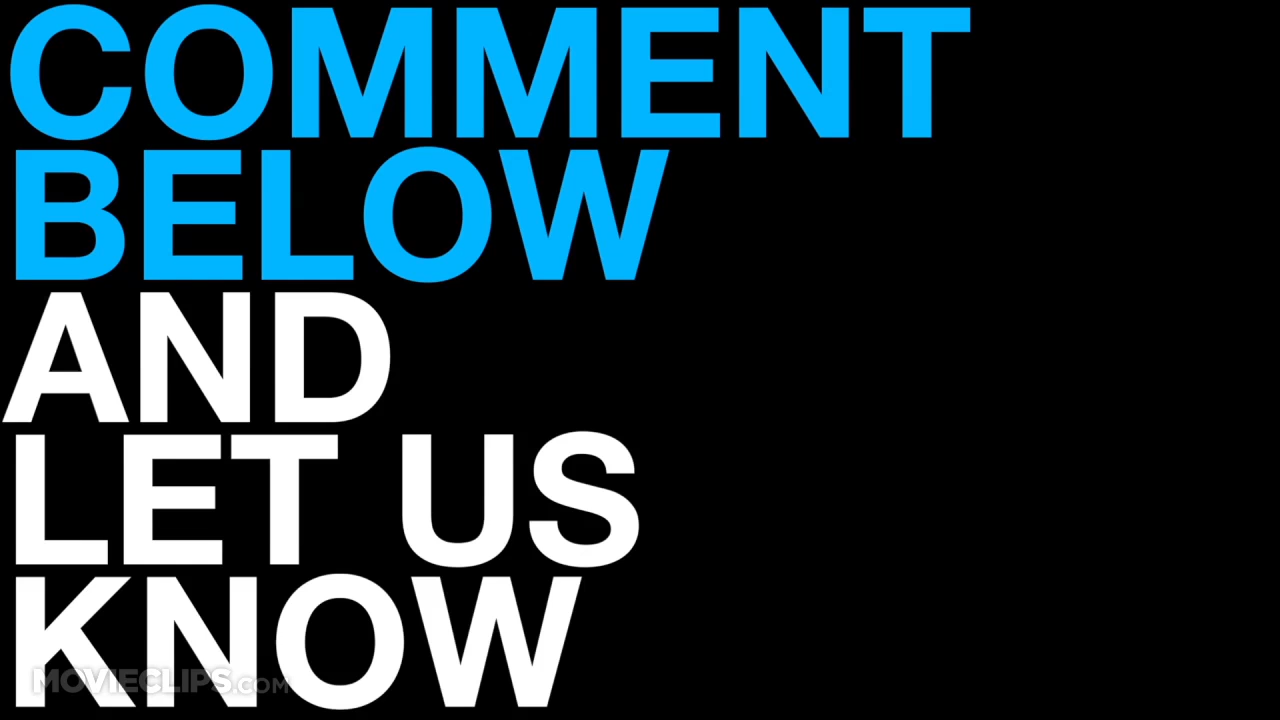 COMMENT
BELOW
AND
LET US
KNOW
MOVIECLIPS.COM